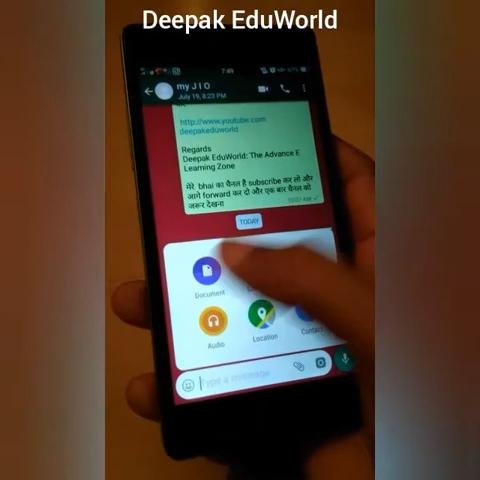 Deepak EduWorld
7:49
my J I O
July 19, 8:23 PM
http://www.youtube.com
deepakeduworld
Regards
Deepak EduWorld: The Advance E
Learning Zone
मेरे bhai का चैनल है subscribe कर लो और
आगे forward कर दो और एक बार चैनल को
जरूर देखना
TODAY
Document
Audio
Location
Contact
Type a message